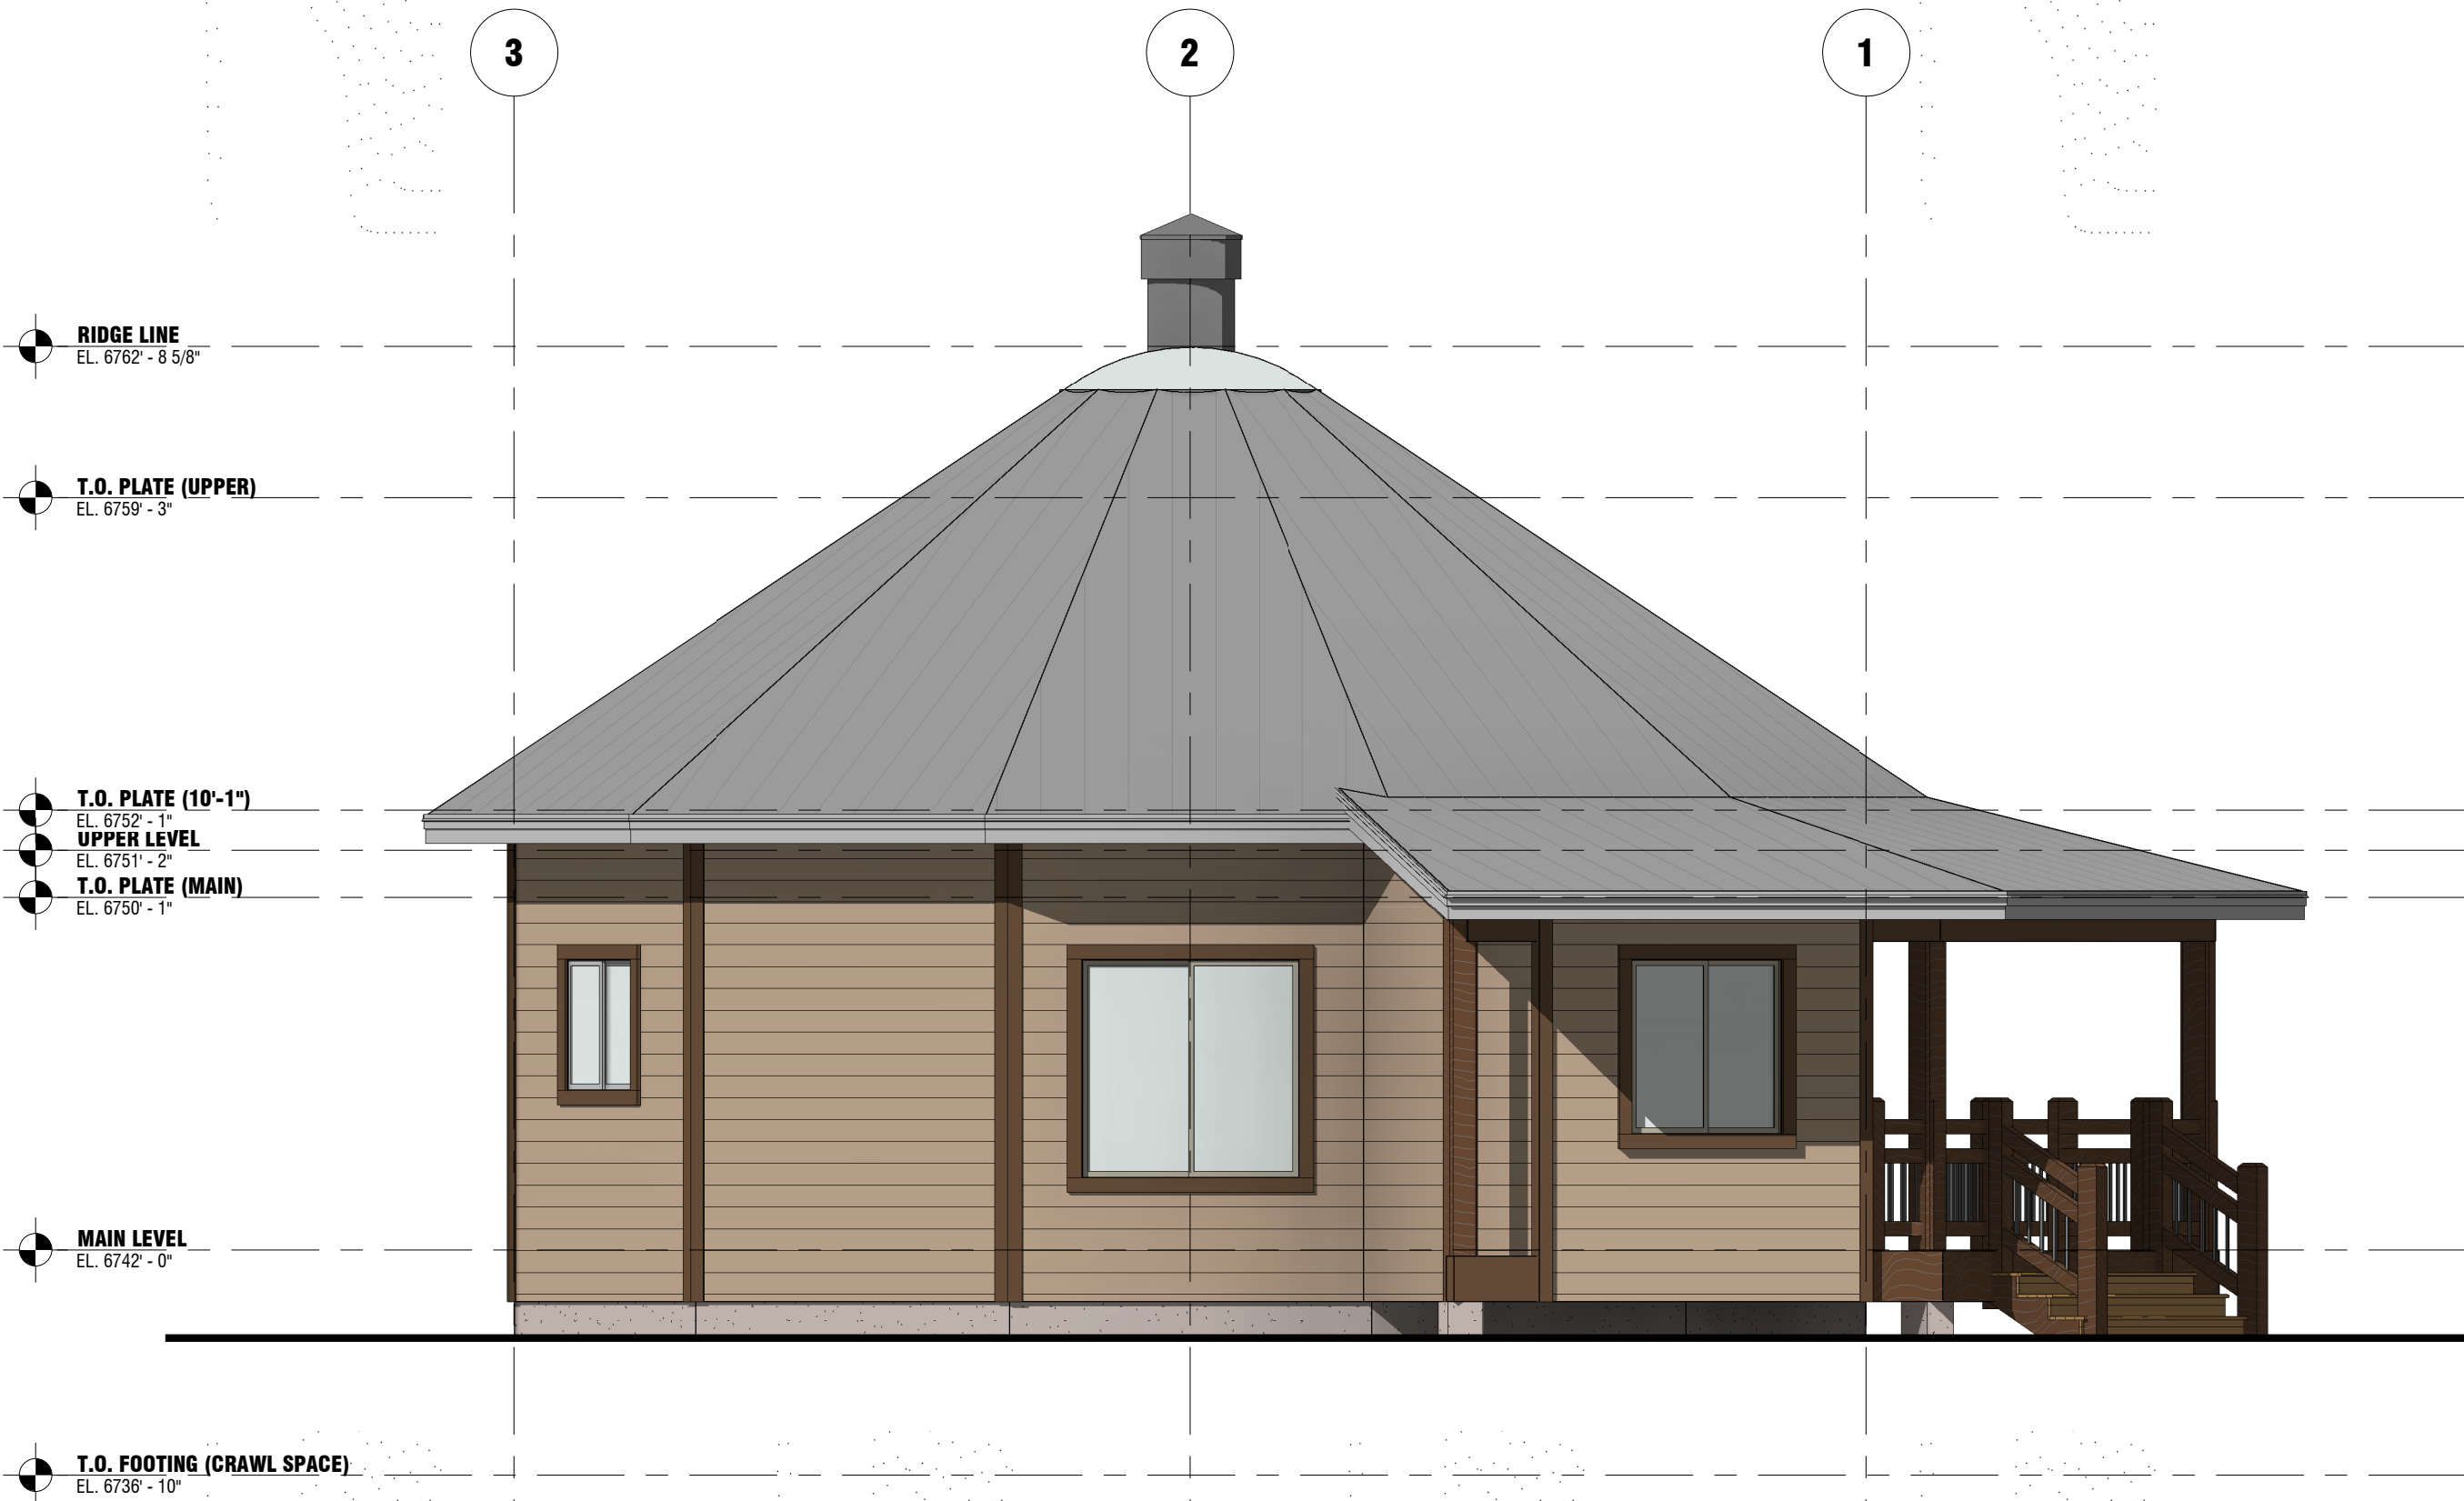 3
2
1
RIDGE LINE
EL. 6762' - 8 5/8"
T.O. PLATE (UPPER)
EL. 6759' - 3"
T.O. PLATE (10'-1")
EL. 6752' - 1"
UPPER LEVEL
EL. 6751' - 2"
T.O. PLATE (MAIN)
EL. 6750' - 1"
MAIN LEVEL
EL. 6742' - 0"
T.O. FOOTING (CRAWL SPACE)
EL. 6736' - 10"